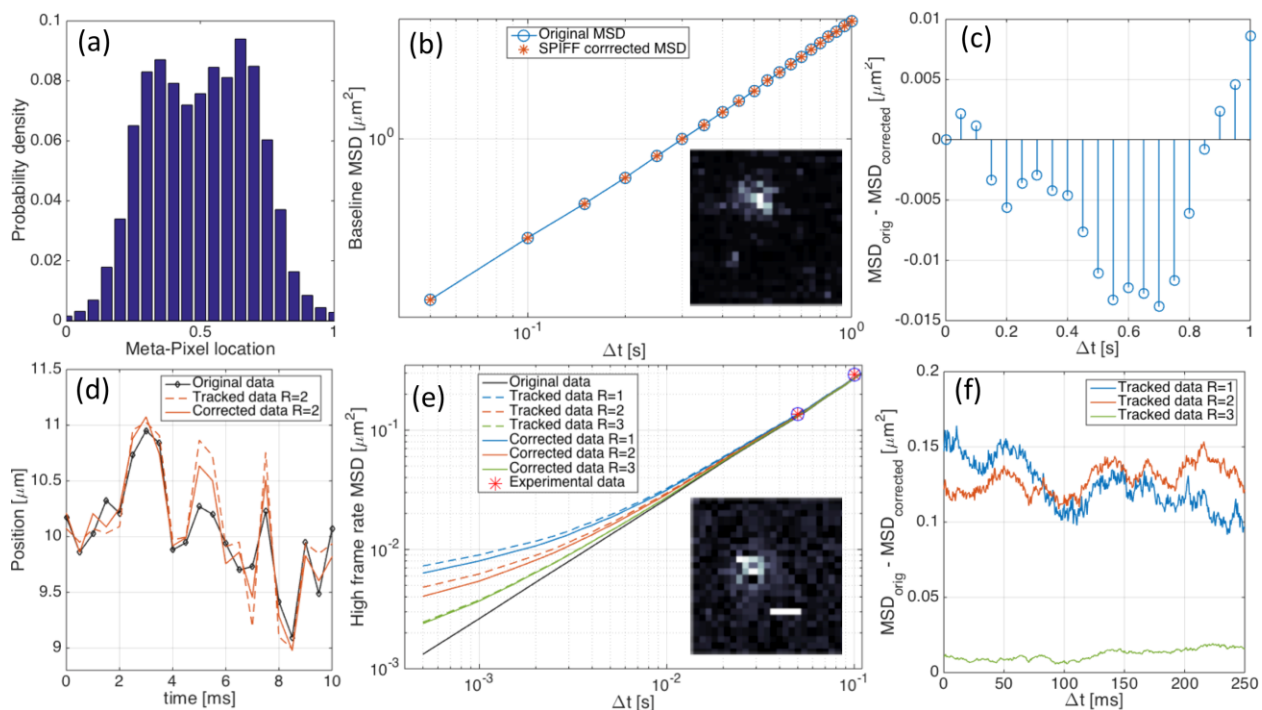 (a)
Probability density
0.1
0.08
0.06
0.04
0.02
0
0
0.5
1
Meta-Pixel location
(b)
Original MSD
SPIFF corrrected MSD
Baseline MSD [μm²]
10⁰
10⁻¹
10⁰
Δt [s]
(c)
MSD_orig - MSD_corrected [μm²]
0.01
0.005
0
-0.005
-0.01
-0.015
0
0.2
0.4
0.6
0.8
1
Δt [s]
(d)
Original data
Tracked data R=2
Corrected data R=2
Position [μm]
11.5
11
10.5
10
9.5
9
0
2
4
6
8
10
time [ms]
(e)
Original data
Tracked data R=1
Tracked data R=2
Tracked data R=3
Corrected data R=1
Corrected data R=2
Corrected data R=3
Experimental data
High frame rate MSD [μm²]
10⁻¹
10⁻²
10⁻³
10⁻³
10⁻²
10⁻¹
Δt [s]
(f)
Tracked data R=1
Tracked data R=2
Tracked data R=3
MSD_orig - MSD_corrected [μm²]
0.2
0.15
0.1
0.05
0
0
50
100
150
200
250
Δt [ms]